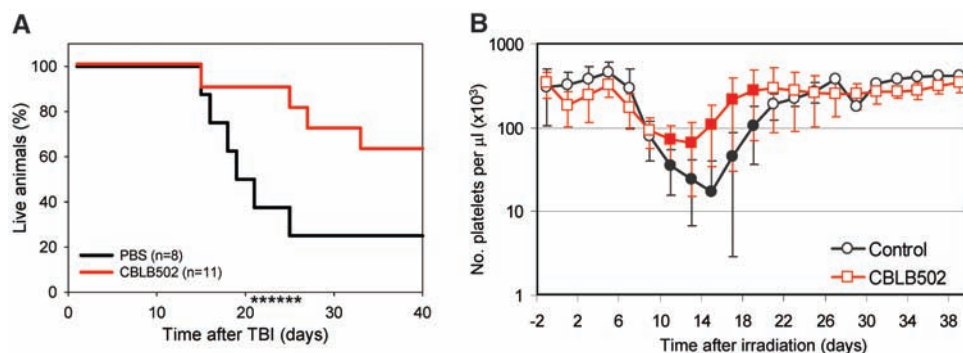 A
Live animals (%)
100
80
60
40
20
0
PBS (n=8)
CBLB502 (n=11)
******
0 10 20 30 40
Time after TBI (days)
B
No. platelets per µl (x10³)
1000
100
10
1
Control
CBLB502
-2 2 6 10 14 18 22 26 30 34 38
Time after irradiation (days)